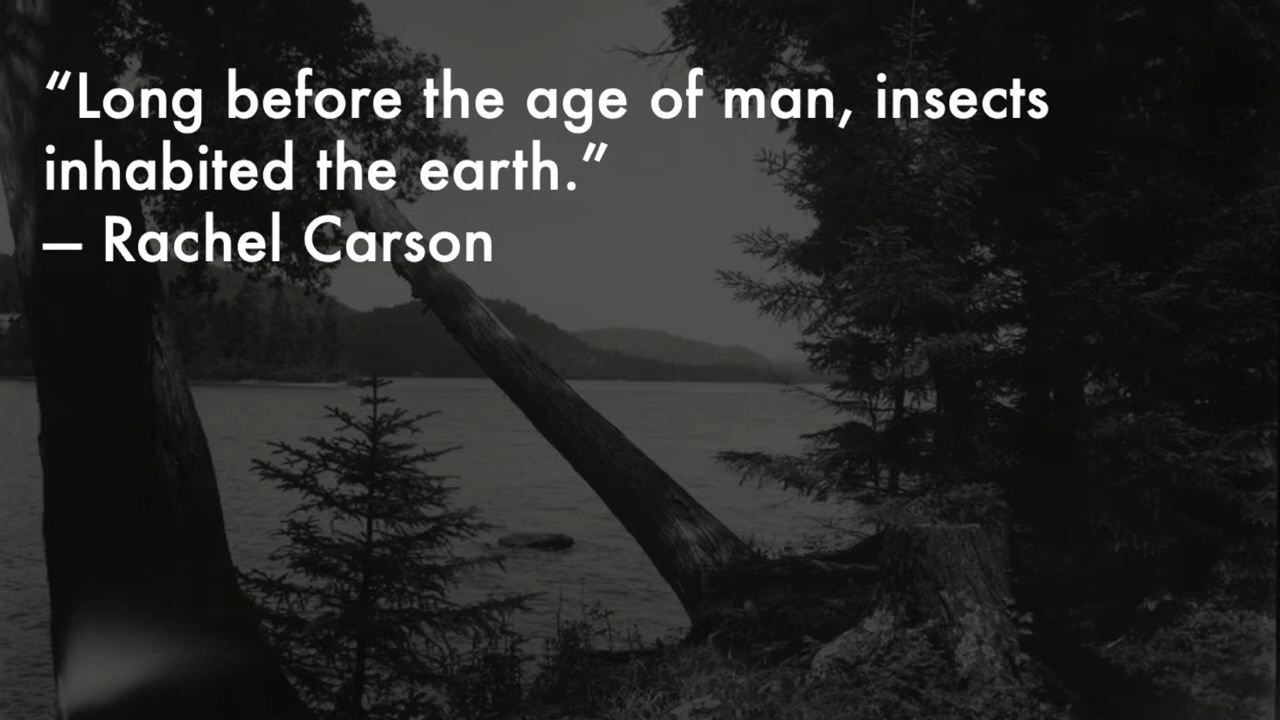 “Long before the age of man, insects
inhabited the earth.”
— Rachel Carson